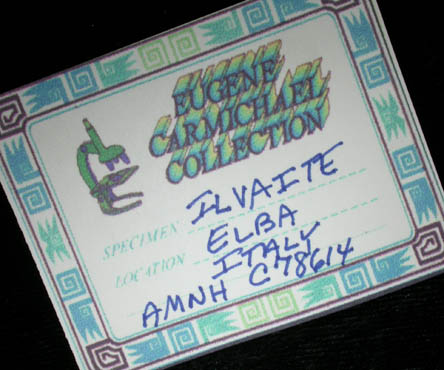 EUGENE
CARMICHAEL
COLLECTION
SPECIMEN ILVAITE
ELBA
LOCATION ITALY
AMNH C78614